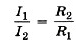 I₁/I₂ = R₂/R₁